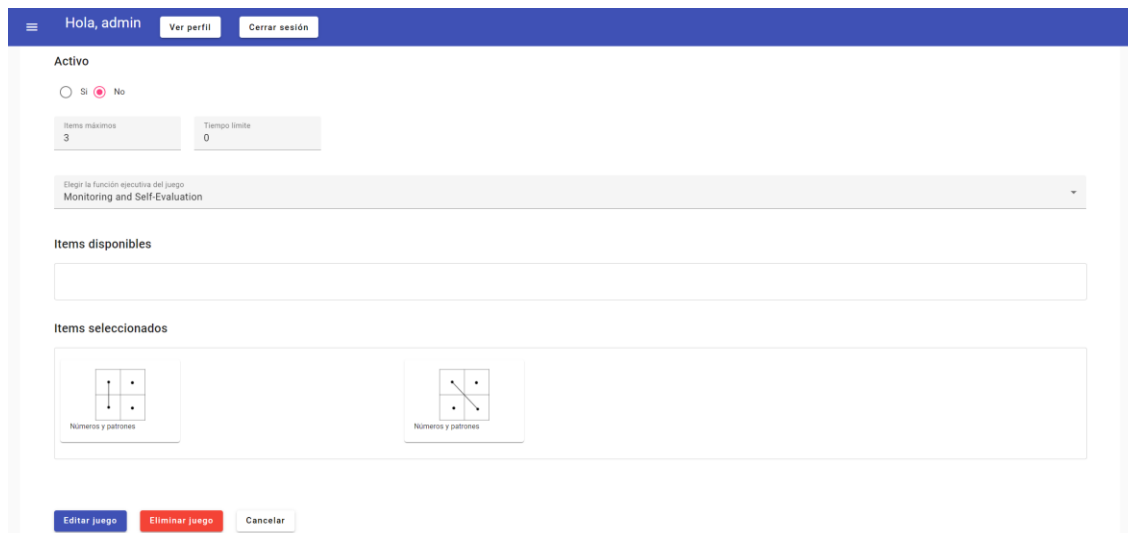 Hola, admin Ver perfil Cerrar sesión
Activo
Si No
Items máximos Tiempo límite
3 0
Elegir la función ejecutiva del juego
Monitoring and Self-Evaluation
Items disponibles
Items seleccionados
Números y patrones Números y patrones
Editar juego Eliminar juego Cancelar